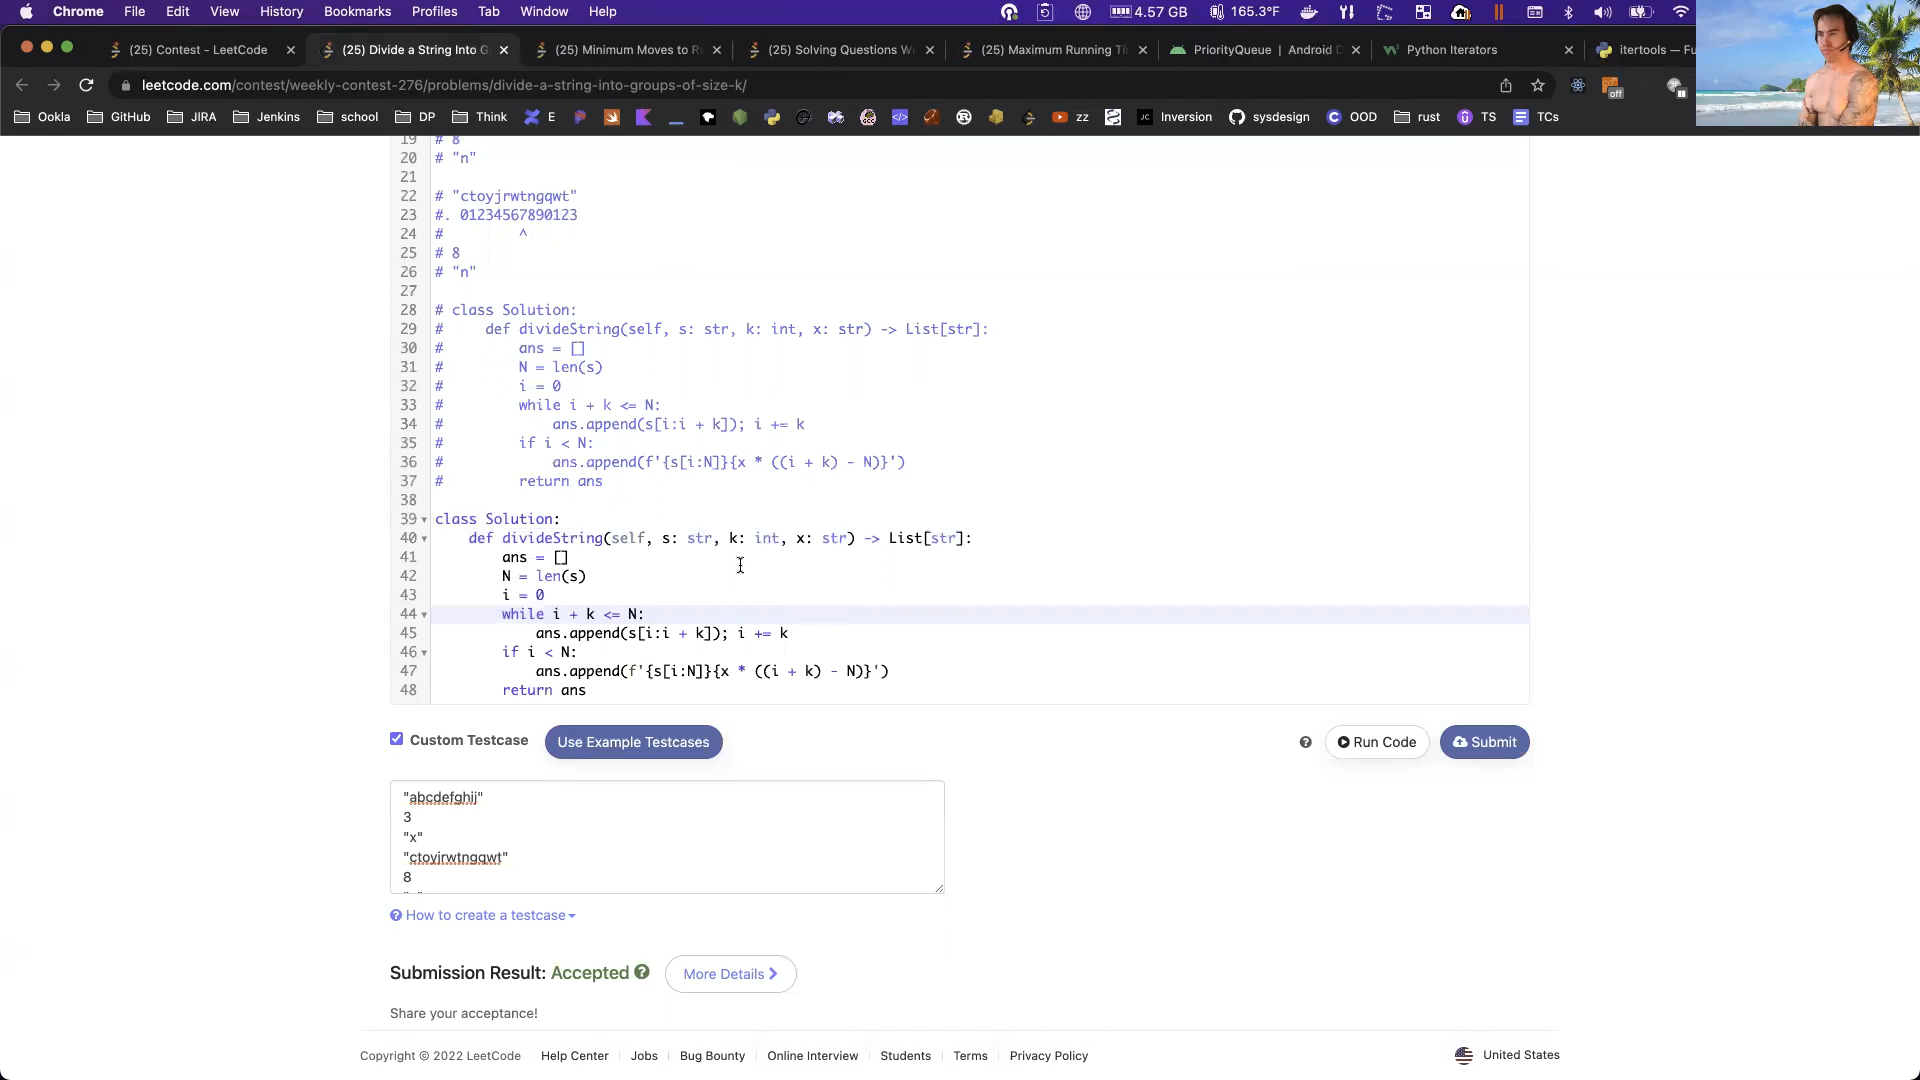 Chrome File Edit View History Bookmarks Profiles Tab Window Help 4.57 GB 165.3°F
(25) Contest - LeetCode (25) Divide a String Into G (25) Minimum Moves to R (25) Solving Questions W (25) Maximum Running Ti PriorityQueue | Android D Python Iterators itertools — Fu
leetcode.com/contest/weekly-contest-276/problems/divide-a-string-into-groups-of-size-k/ off
Ookla GitHub JIRA Jenkins school DP Think E zz Inversion sysdesign OOD rust TS TCs
19 # 8
20 # "n"
21
22 # "ctoyjrwtngqwt"
23 #. 01234567890123
24 # ^
25 # 8
26 # "n"
27
28 # class Solution:
29 # def divideString(self, s: str, k: int, x: str) -> List[str]:
30 # ans = []
31 # N = len(s)
32 # i = 0
33 # while i + k <= N:
34 # ans.append(s[i:i + k]); i += k
35 # if i < N:
36 # ans.append(f'{s[i:N]}{x * ((i + k) - N)}')
37 # return ans
38
39 class Solution:
40 def divideString(self, s: str, k: int, x: str) -> List[str]:
41 ans = []
42 N = len(s)
43 i = 0
44 while i + k <= N:
45 ans.append(s[i:i + k]); i += k
46 if i < N:
47 ans.append(f'{s[i:N]}{x * ((i + k) - N)}')
48 return ans
Custom Testcase Use Example Testcases Run Code Submit
"abcdefghij"
3
"x"
"ctoyjrwtngqwt"
8
How to create a testcase
Submission Result: Accepted More Details
Share your acceptance!
Copyright © 2022 LeetCode Help Center Jobs Bug Bounty Online Interview Students Terms Privacy Policy United States